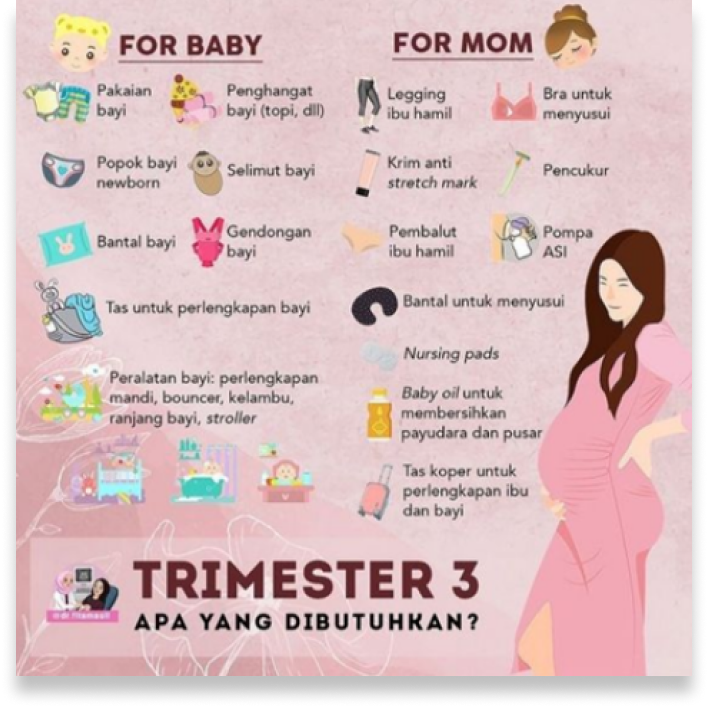 FOR BABY
Pakaian
bayi
Penghangat
bayi (topi, dll)
Popok bayi
newborn
Selimut bayi
Bantal bayi
Gendongan
bayi
Tas untuk perlengkapan bayi
Peralatan bayi: perlengkapan
mandi, bouncer, kelambu,
ranjang bayi, stroller
FOR MOM
Legging
ibu hamil
Bra untuk
menyusui
Krim anti
stretch mark
Pencukur
Pembalut
ibu hamil
Pompa
ASI
Bantal untuk menyusui
Nursing pads
Baby oil untuk
membersihkan
payudara dan pusar
Tas koper untuk
perlengkapan ibu
dan bayi
TRIMESTER 3
APA YANG DIBUTUHKAN?